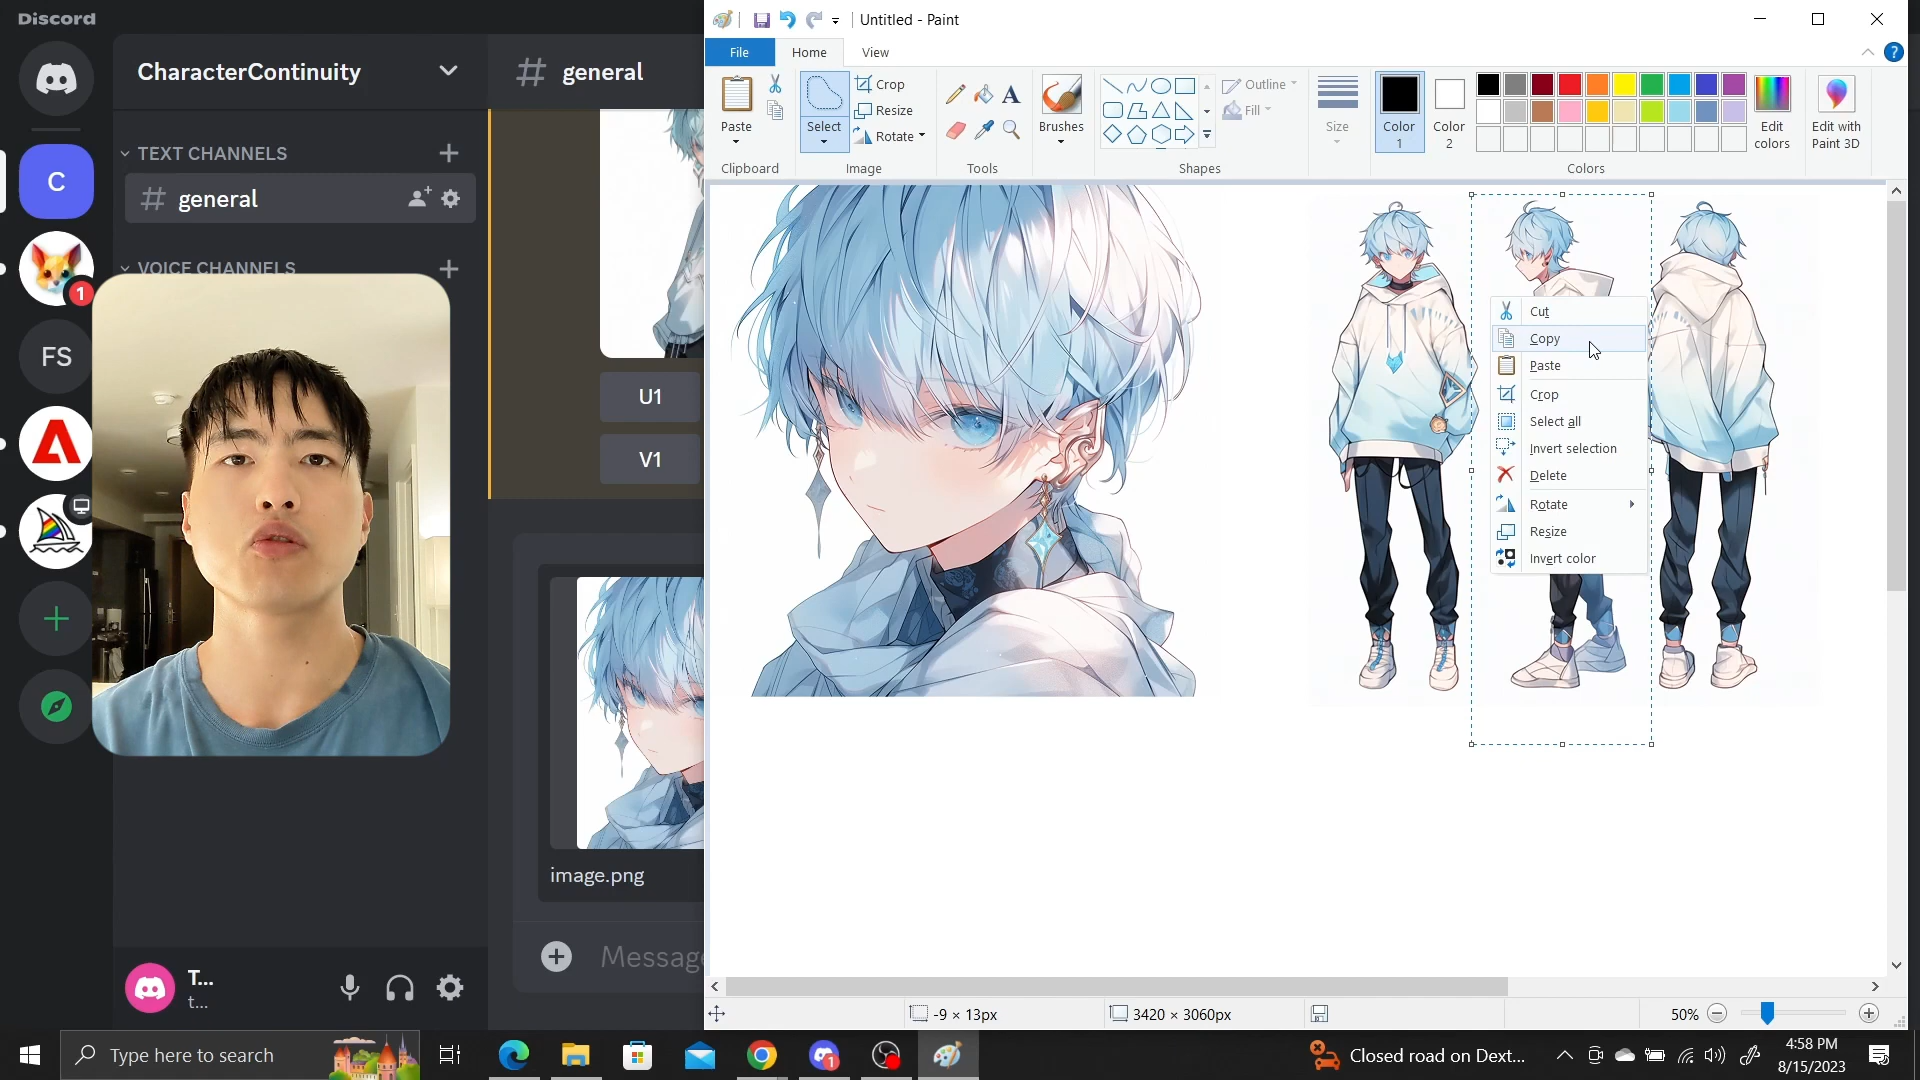 Discord
CharacterContinuity
general
TEXT CHANNELS
general
VOICE CHANNELS
C
1
FS
U1
V1
image.png
Message
T...
t...
Untitled - Paint
File
Home
View
Paste
Clipboard
Select
Crop
Resize
Rotate
Image
A
Tools
Brushes
Outline
Fill
Shapes
Size
Color
1
Color
2
Edit
colors
Edit with
Paint 3D
Colors
Cut
Copy
Paste
Crop
Select all
Invert selection
Delete
Rotate
Resize
Invert color
-9 × 13px
3420 × 3060px
50%
Type here to search
1
Closed road on Dext...
4:58 PM
8/15/2023